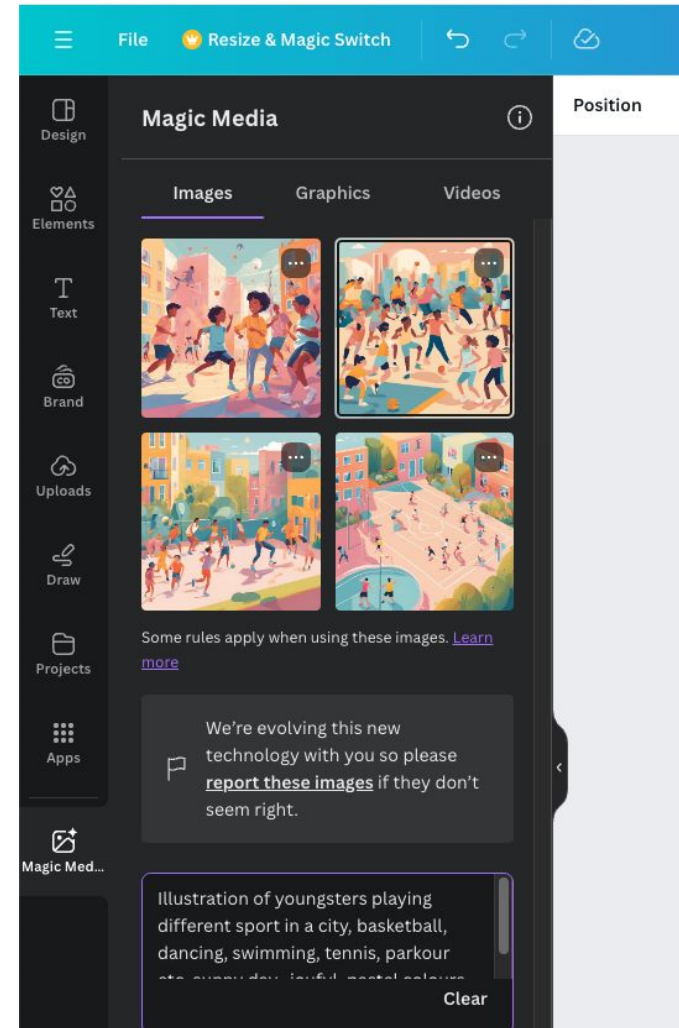 File
Resize & Magic Switch
Position
Design
Elements
Text
Brand
CO
Uploads
Draw
Projects
Apps
Magic Med...
Magic Media
Images Graphics Videos
Some rules apply when using these images. Learn
more
We're evolving this new
technology with you so please
report these images if they don't
seem right.
Illustration of youngsters playing
different sport in a city, basketball,
dancing, swimming, tennis, parkour
Clear